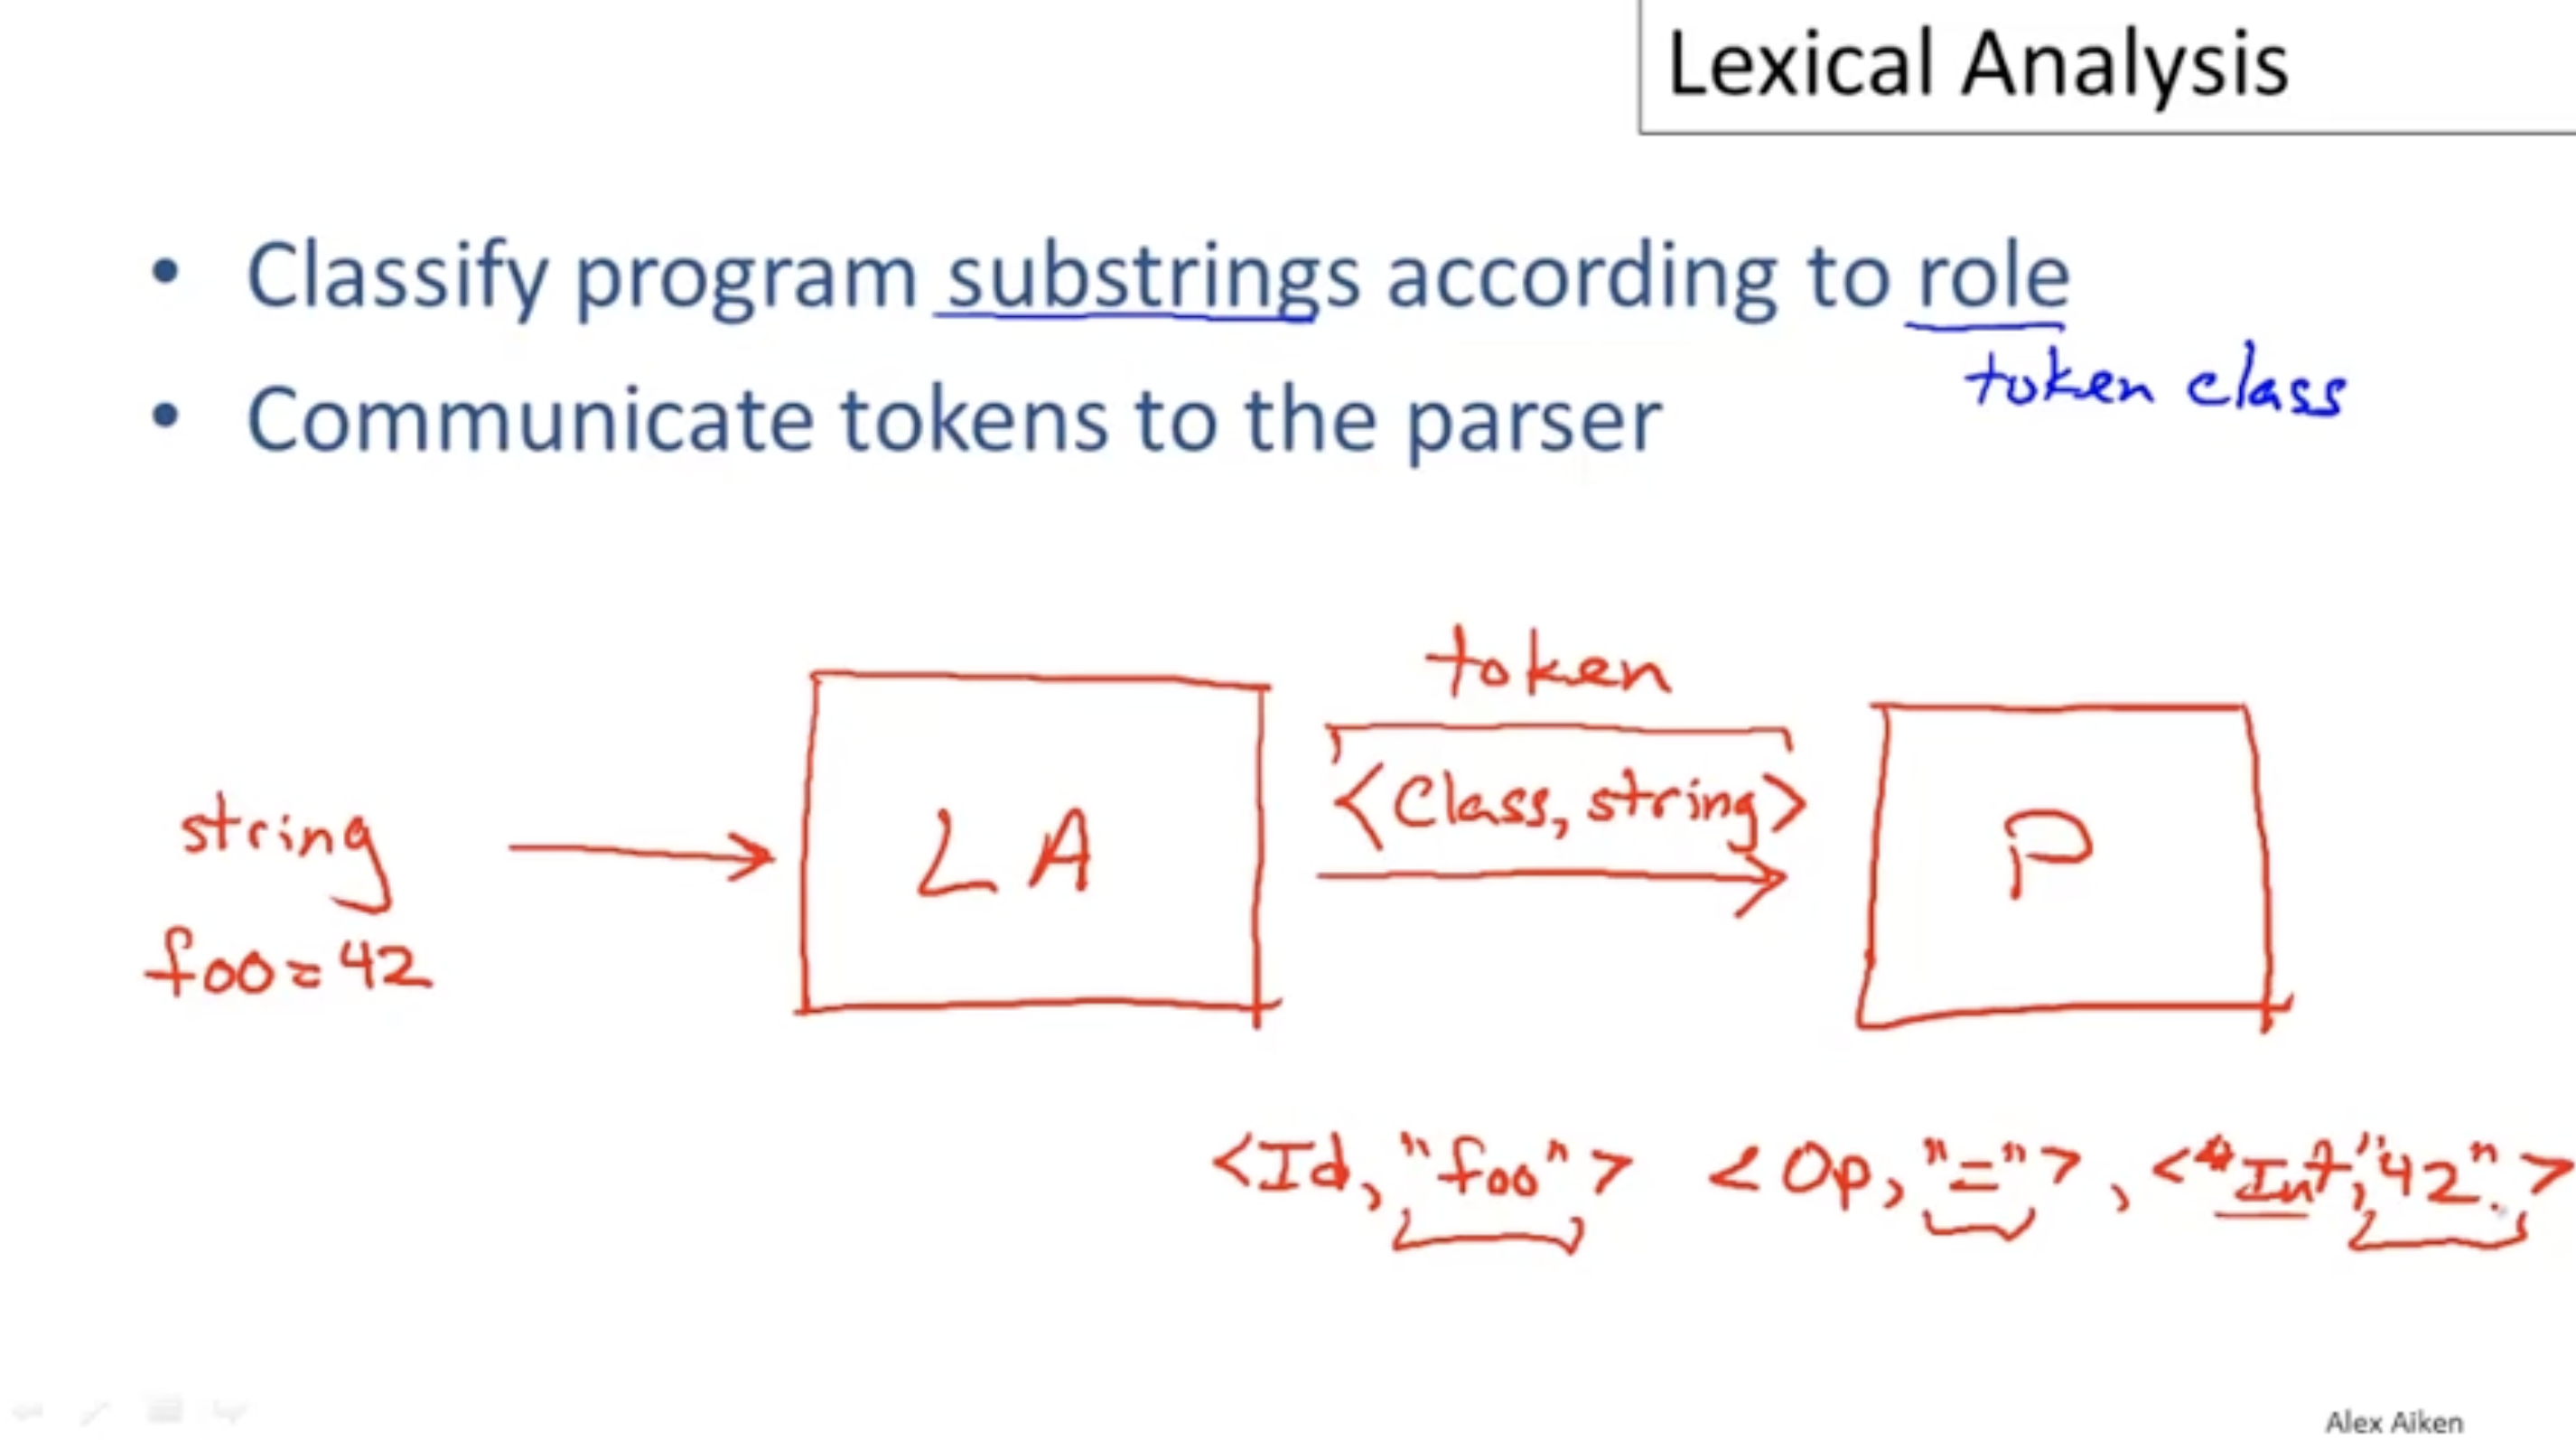 Lexical Analysis
• Classify program substrings according to role
token class
• Communicate tokens to the parser
token
<Class, string>
string
LA
P
foo=42
<Id, "foo"> <Op, "="> , <Int, "42">
Alex Aiken